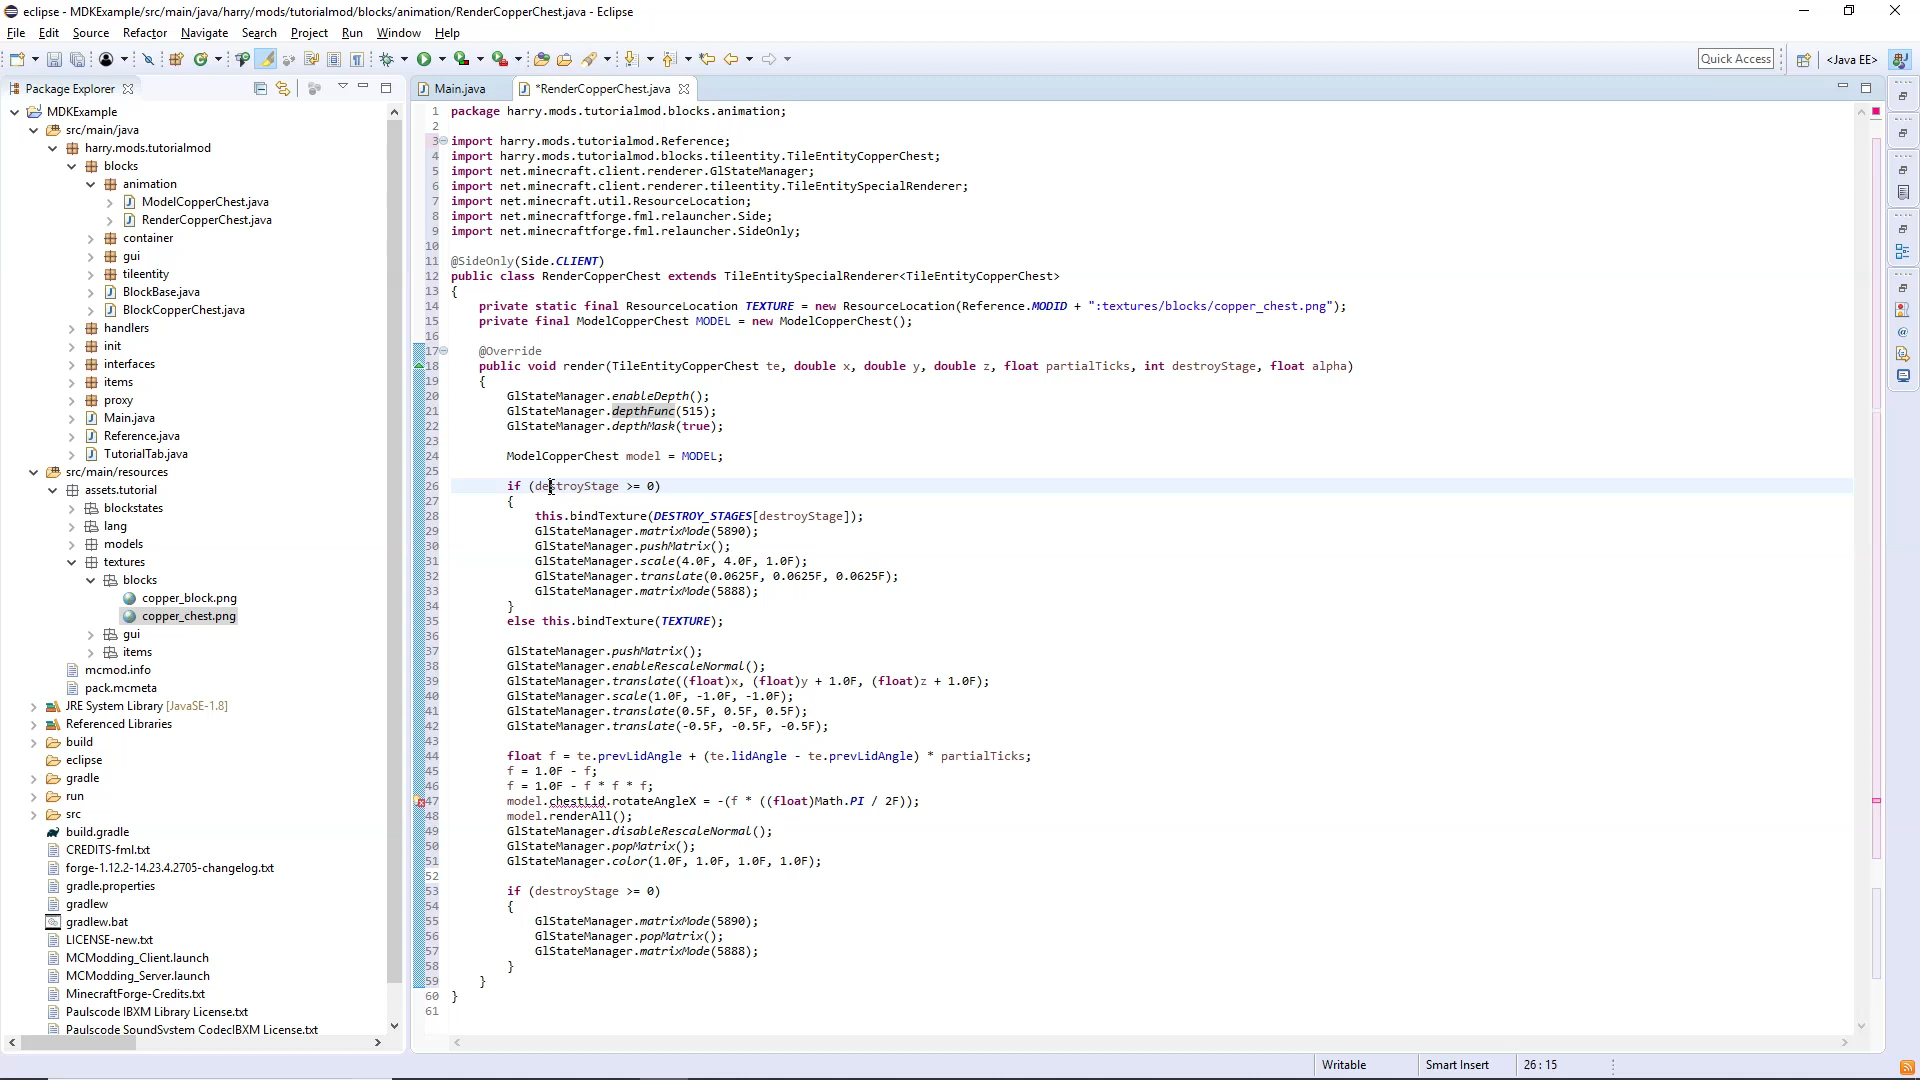 eclipse - MDKExample/src/main/java/harry/mods/tutorialmod/blocks/animation/RenderCopperChest.java - Eclipse
File Edit Source Refactor Navigate Search Project Run Window Help
Quick Access
<Java EE>
Package Explorer
Main.java
*RenderCopperChest.java
MDKExample
src/main/java
harry.mods.tutorialmod
blocks
animation
ModelCopperChest.java
RenderCopperChest.java
container
gui
tileentity
BlockBase.java
BlockCopperChest.java
handlers
init
interfaces
items
proxy
Main.java
Reference.java
TutorialTab.java
src/main/resources
assets.tutorial
blockstates
lang
models
textures
blocks
copper_block.png
copper_chest.png
gui
items
mcmod.info
pack.mcmeta
JRE System Library [JavaSE-1.8]
Referenced Libraries
build
eclipse
gradle
run
src
build.gradle
CREDITS-fml.txt
forge-1.12.2-14.23.4.2705-changelog.txt
gradle.properties
gradlew
gradlew.bat
LICENSE-new.txt
MCModding_Client.launch
MCModding_Server.launch
MinecraftForge-Credits.txt
Paulscode IBXM Library License.txt
Paulscode SoundSystem CodecIBXM License.txt
1 package harry.mods.tutorialmod.blocks.animation;
2
3 import harry.mods.tutorialmod.Reference;
4 import harry.mods.tutorialmod.blocks.tileentity.TileEntityCopperChest;
5 import net.minecraft.client.renderer.GlStateManager;
6 import net.minecraft.client.renderer.tileentity.TileEntitySpecialRenderer;
7 import net.minecraft.util.ResourceLocation;
8 import net.minecraftforge.fml.relauncher.Side;
9 import net.minecraftforge.fml.relauncher.SideOnly;
10
11 @SideOnly(Side.CLIENT)
12 public class RenderCopperChest extends TileEntitySpecialRenderer<TileEntityCopperChest>
13 {
14 private static final ResourceLocation TEXTURE = new ResourceLocation(Reference.MODID + ":textures/blocks/copper_chest.png");
15 private final ModelCopperChest MODEL = new ModelCopperChest();
16
17 @Override
18 public void render(TileEntityCopperChest te, double x, double y, double z, float partialTicks, int destroyStage, float alpha)
19 {
20 GlStateManager.enableDepth();
21 GlStateManager.depthFunc(515);
22 GlStateManager.depthMask(true);
23
24 ModelCopperChest model = MODEL;
25
26 if (destroyStage >= 0)
27 {
28 this.bindTexture(DESTROY_STAGES[destroyStage]);
29 GlStateManager.matrixMode(5890);
30 GlStateManager.pushMatrix();
31 GlStateManager.scale(4.0F, 4.0F, 1.0F);
32 GlStateManager.translate(0.0625F, 0.0625F, 0.0625F);
33 GlStateManager.matrixMode(5888);
34 }
35 else this.bindTexture(TEXTURE);
36
37 GlStateManager.pushMatrix();
38 GlStateManager.enableRescaleNormal();
39 GlStateManager.translate((float)x, (float)y + 1.0F, (float)z + 1.0F);
40 GlStateManager.scale(1.0F, -1.0F, -1.0F);
41 GlStateManager.translate(0.5F, 0.5F, 0.5F);
42 GlStateManager.translate(-0.5F, -0.5F, -0.5F);
43
44 float f = te.prevLidAngle + (te.lidAngle - te.prevLidAngle) * partialTicks;
45 f = 1.0F - f;
46 f = 1.0F - f * f * f;
47 model.chestLid.rotateAngleX = -(f * ((float)Math.PI / 2F));
48 model.renderAll();
49 GlStateManager.disableRescaleNormal();
50 GlStateManager.popMatrix();
51 GlStateManager.color(1.0F, 1.0F, 1.0F, 1.0F);
52
53 if (destroyStage >= 0)
54 {
55 GlStateManager.matrixMode(5890);
56 GlStateManager.popMatrix();
57 GlStateManager.matrixMode(5888);
58 }
59 }
60 }
61
Writable Smart Insert 26 : 15